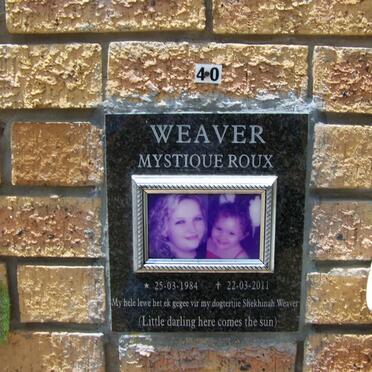 40
WEAVER
MYSTIQUE ROUX
★ 25-03-1984 ✝ 22-03-2011
My hele lewe het ek gegee vir my dogtertjie Shekhinah Weaver
(Little darling here comes the sun)